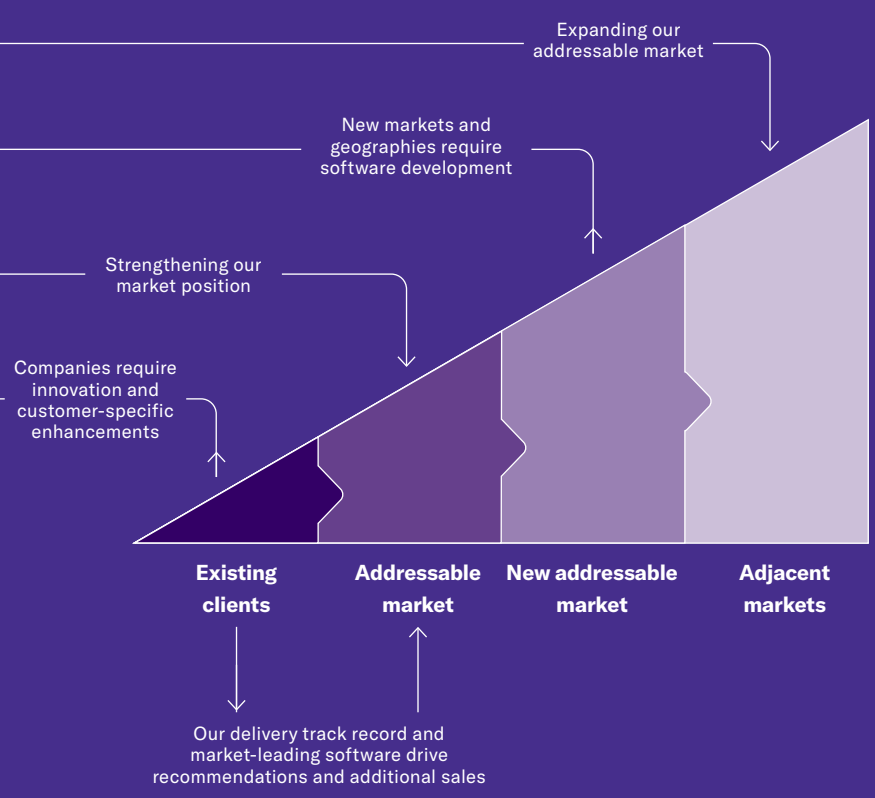 Expanding our
addressable market
New markets and
geographies require
software development
Strengthening our
market position
Companies require
innovation and
customer-specific
enhancements
Existing
clients
Addressable
market
New addressable
market
Adjacent
markets
Our delivery track record and
market-leading software drive
recommendations and additional sales